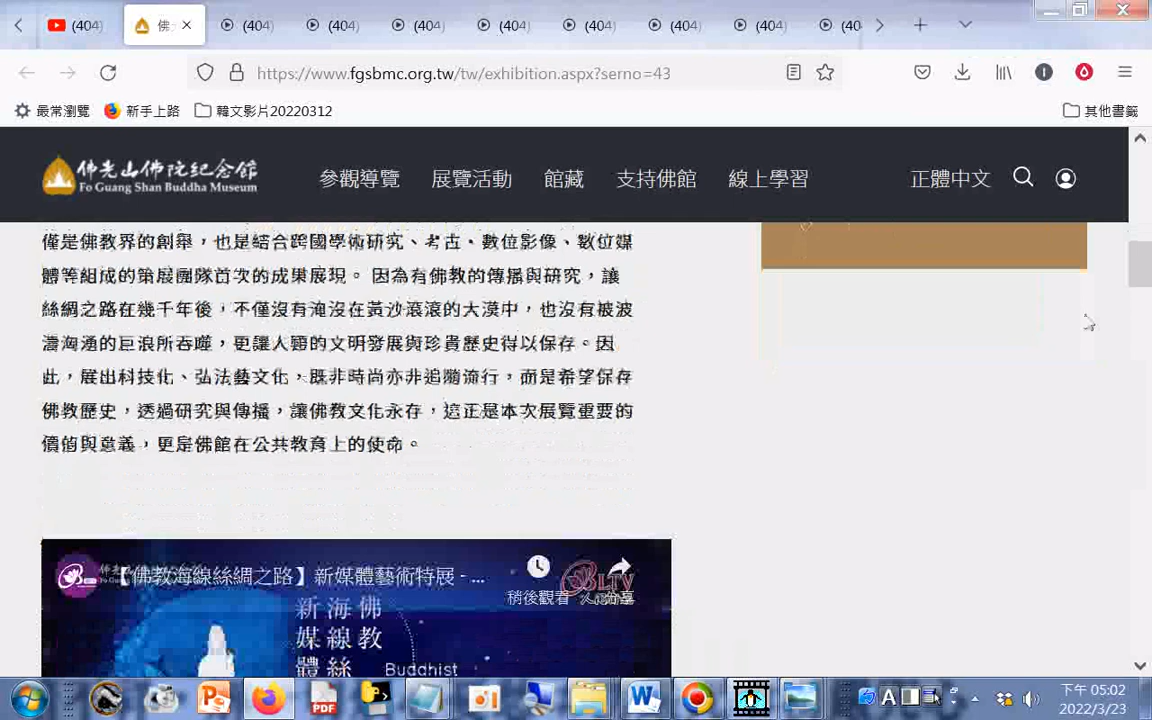 (404)
佛
(404)
(404)
(404)
(404)
(404)
(404)
(404)
(40
https://www.fgsbmc.org.tw/tw/exhibition.aspx?serno=43
最常瀏覽
新手上路
韓文影片20220312
其他書籤
佛光山佛陀紀念館
Fo Guang Shan Buddha Museum
參觀導覽
展覽活動
館藏
支持佛館
線上學習
正體中文
僅是佛教界的創舉,也是結合跨國學術研究、考古、數位影像、數位媒
體等組成的策展團隊首次的成果展現。 因為有佛教的傳播與研究,讓
絲綢之路在幾千年後,不僅沒有淹沒在黃沙滾滾的大漠中,也沒有被波
濤洶湧的巨浪所吞噬,更讓人類的文明發展與珍貴歷史得以保存。因
此,展出科技化、弘法藝文化,既非時尚亦非追隨流行,而是希望保存
佛教歷史,透過研究與傳播,讓佛教文化永存,這正是本次展覽重要的
價值與意義,更是佛館在公共教育上的使命。
【佛教海線絲綢之路】新媒體藝術特展 - ...
稍後觀看
分享
BLTV
佛教
海線絲
新媒體
Buddhist
下午 05:02
2022/3/23